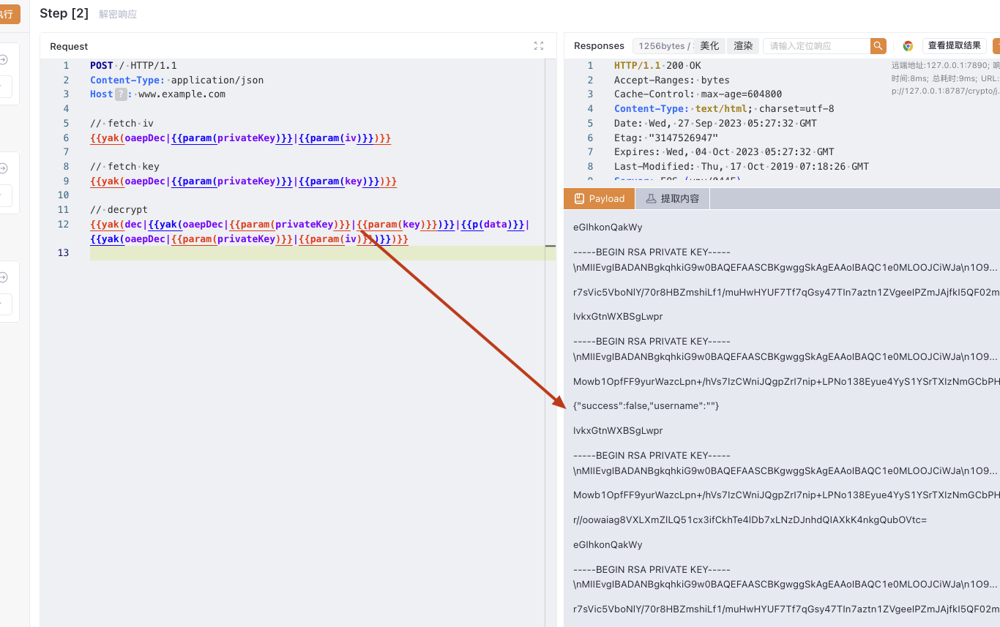 执行
Step [2] 解密响应
Request
1 POST / HTTP/1.1
2 Content-Type: application/json
3 Host ? : www.example.com
4
5 // fetch iv
6 {{yak(oaepDec|{{param(privateKey)}}|{{param(iv)}})}}
7
8 // fetch key
9 {{yak(oaepDec|{{param(privateKey)}}|{{param(key)}})}}
10
11 // decrypt
12 {{yak(dec|{{yak(oaepDec|{{param(privateKey)}}|{{param(key)}})}}|{{p(data)}}|
{{yak(oaepDec|{{param(privateKey)}}|{{param(iv)}})}})}}
13
Responses 1256bytes / 美化 渲染 请输入定位响应 查看提取结果
1 HTTP/1.1 200 OK
2 Accept-Ranges: bytes
3 Cache-Control: max-age=604800
4 Content-Type: text/html; charset=utf-8
5 Date: Wed, 27 Sep 2023 05:27:32 GMT
6 Etag: "3147526947"
7 Expires: Wed, 04 Oct 2023 05:27:32 GMT
8 Last-Modified: Thu, 17 Oct 2019 07:18:26 GMT
远端地址:127.0.0.1:7890; 响
时间:8ms; 总耗时:9ms; URL:
p://127.0.0.1:8787/crypto/j.
Payload 提取内容
eGIhkonQakWy
-----BEGIN RSA PRIVATE KEY-----
\nMIIEvgIBADANBgkqhkiG9w0BAQEFAASCBKgwggSkAgEAAoIBAQC1e0MLOOJCiWJa\n1O9...
r7sVic5VboNlY/70r8HBZmshiLf1/muHwHYUF7Tf7qGsy47TIn7aztn1ZVgeelPZmJAjfkI5QF02m
IvkxGtnWXBSgLwpr
-----BEGIN RSA PRIVATE KEY-----
\nMIIEvgIBADANBgkqhkiG9w0BAQEFAASCBKgwggSkAgEAAoIBAQC1e0MLOOJCiWJa\n1O9...
Mowb1OpfFF9yurWazcLpn+/hVs7IzCWniJQgpZrI7nip+LPNo138Eyue4YyS1YSrTXIzNmGCbPH
{"success":false,"username":""}
IvkxGtnWXBSgLwpr
-----BEGIN RSA PRIVATE KEY-----
\nMIIEvgIBADANBgkqhkiG9w0BAQEFAASCBKgwggSkAgEAAoIBAQC1e0MLOOJCiWJa\n1O9...
Mowb1OpfFF9yurWazcLpn+/hVs7IzCWniJQgpZrI7nip+LPNo138Eyue4YyS1YSrTXIzNmGCbPH
r//oowaiag8VXLXmZILQ51cx3ifCkhTe4lDb7xLNzDJnhdQIAXkK4nkgQubOVtc=
eGIhkonQakWy
-----BEGIN RSA PRIVATE KEY-----
\nMIIEvgIBADANBgkqhkiG9w0BAQEFAASCBKgwggSkAgEAAoIBAQC1e0MLOOJCiWJa\n1O9...
r7sVic5VboNlY/70r8HBZmshiLf1/muHwHYUF7Tf7qGsy47TIn7aztn1ZVgeelPZmJAjfkI5QF02m